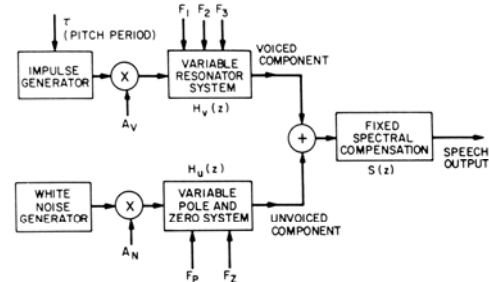 τ
(PITCH PERIOD)
F1 F2 F3
IMPULSE
GENERATOR
X
AV
VARIABLE
RESONATOR
SYSTEM
Hv(z)
VOICED
COMPONENT
+
FIXED
SPECTRAL
COMPENSATION
S(z)
SPEECH
OUTPUT
WHITE
NOISE
GENERATOR
X
AN
Hu(z)
VARIABLE
POLE AND
ZERO SYSTEM
UNVOICED
COMPONENT
FP FZ